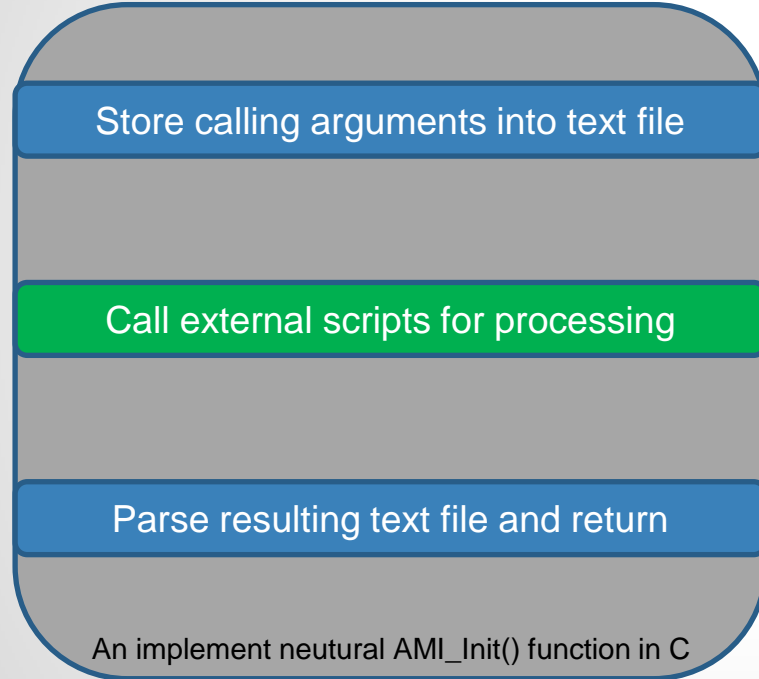 Store calling arguments into text file
Call external scripts for processing
Parse resulting text file and return
An implement neutural AMI_Init() function in C